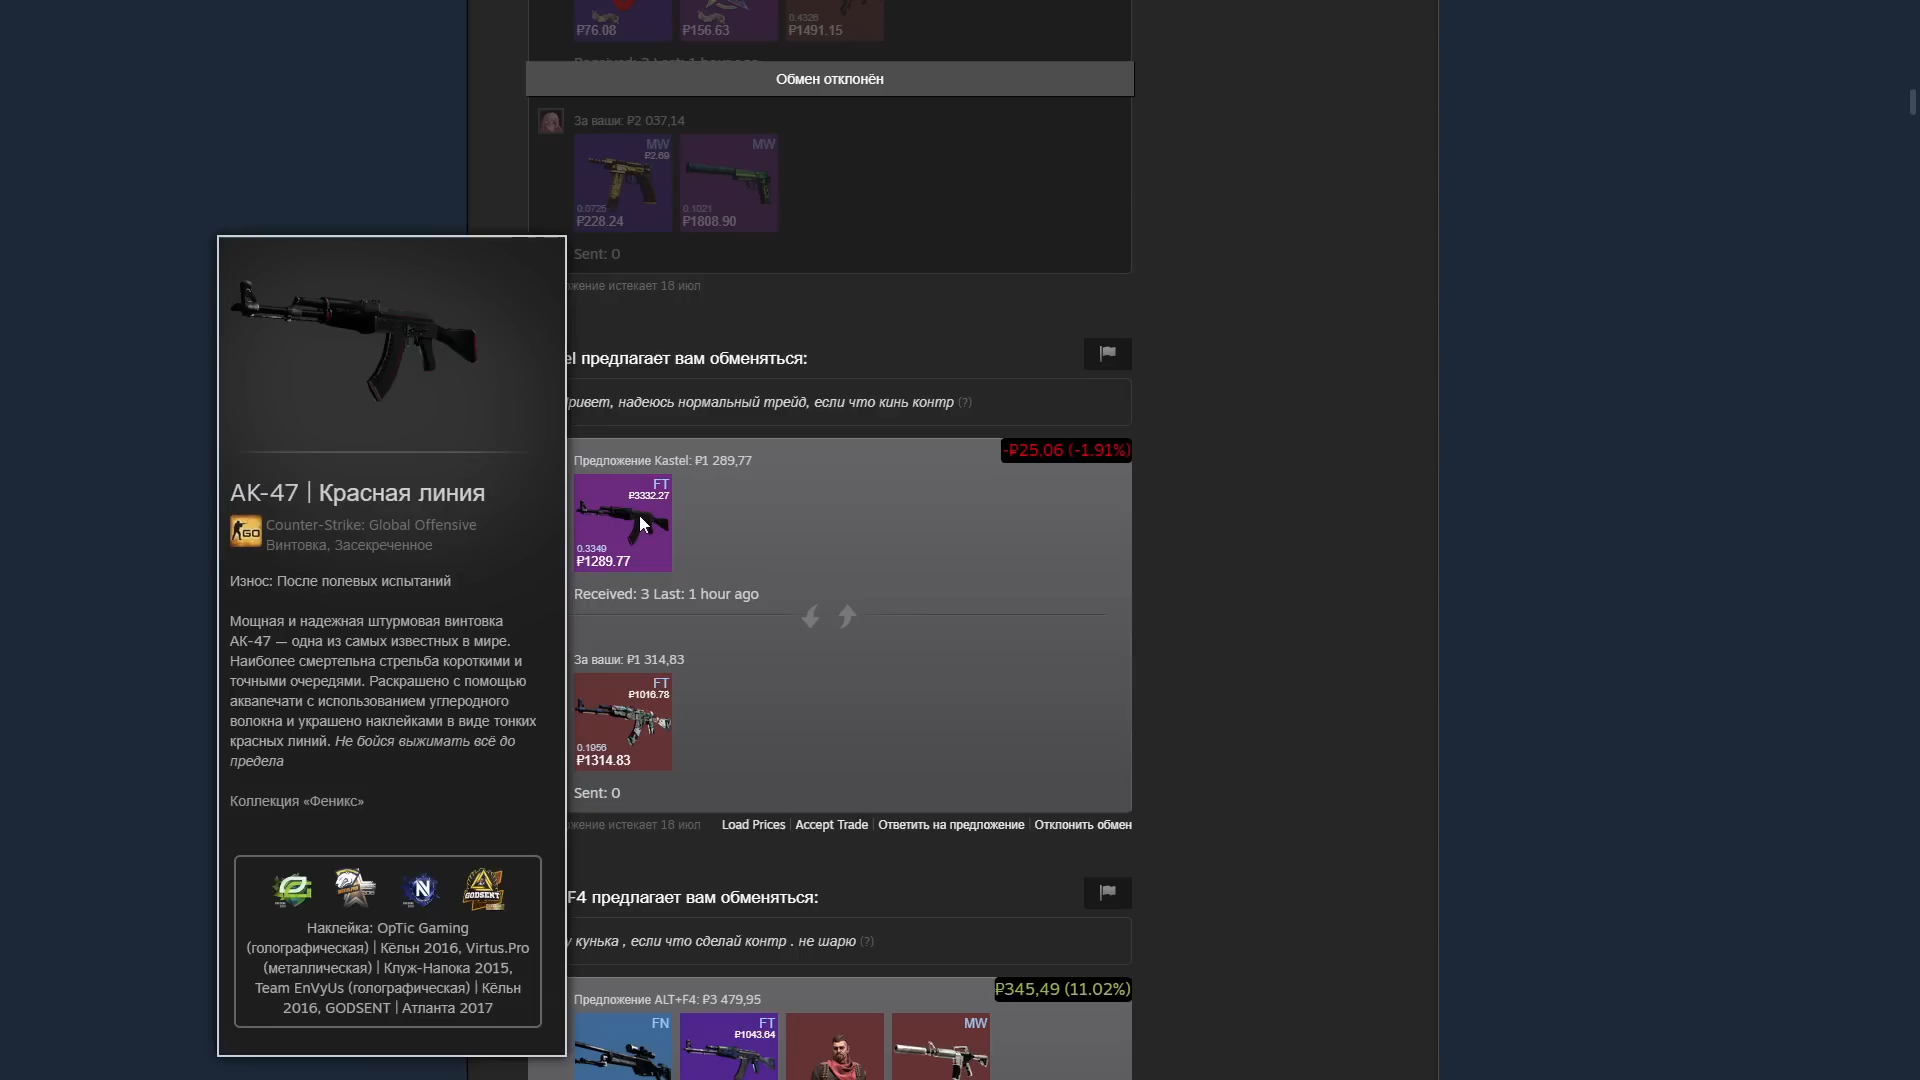 ₽76.08
₽156.63
0.4326
₽1491.15
Обмен отклонён
За ваши: ₽2 037,14
MW
₽2.69
0.0725
₽228.24
MW
0.1021
₽1808.90
Sent: 0
истекает 18 июл
предлагает вам обменяться:
надеюсь нормальный трейд, если что кинь контр (?)
-₽25,06 (-1.91%)
Предложение Kastel: ₽1 289,77
FT
₽3332.27
0.3349
₽1289.77
Received: 3 Last: 1 hour ago
За ваши: ₽1 314,83
FT
₽1016.78
0.1956
₽1314.83
Sent: 0
истекает 18 июл
Load Prices | Accept Trade | Ответить на предложение | Отклонить обмен
F4 предлагает вам обменяться:
кунька , если что сделай контр . не шарю (?)
₽345,49 (11.02%)
Предложение ALT+F4: ₽3 479,95
FN
FT
₽1043.64
MW
AK-47 | Красная линия
GO
Counter-Strike: Global Offensive
Винтовка, Засекреченное
Износ: После полевых испытаний
Мощная и надежная штурмовая винтовка
АК-47 — одна из самых известных в мире.
Наиболее смертельна стрельба короткими и
точными очередями. Раскрашено с помощью
аквапечати с использованием углеродного
волокна и украшено наклейками в виде тонких
красных линий. Не бойся выжимать всё до
предела
Коллекция «Феникс»
GODSENT
Наклейка: OpTic Gaming
(голографическая) | Кёльн 2016, Virtus.Pro
(металлическая) | Клуж-Напока 2015,
Team EnVyUs (голографическая) | Кёльн
2016, GODSENT | Атланта 2017